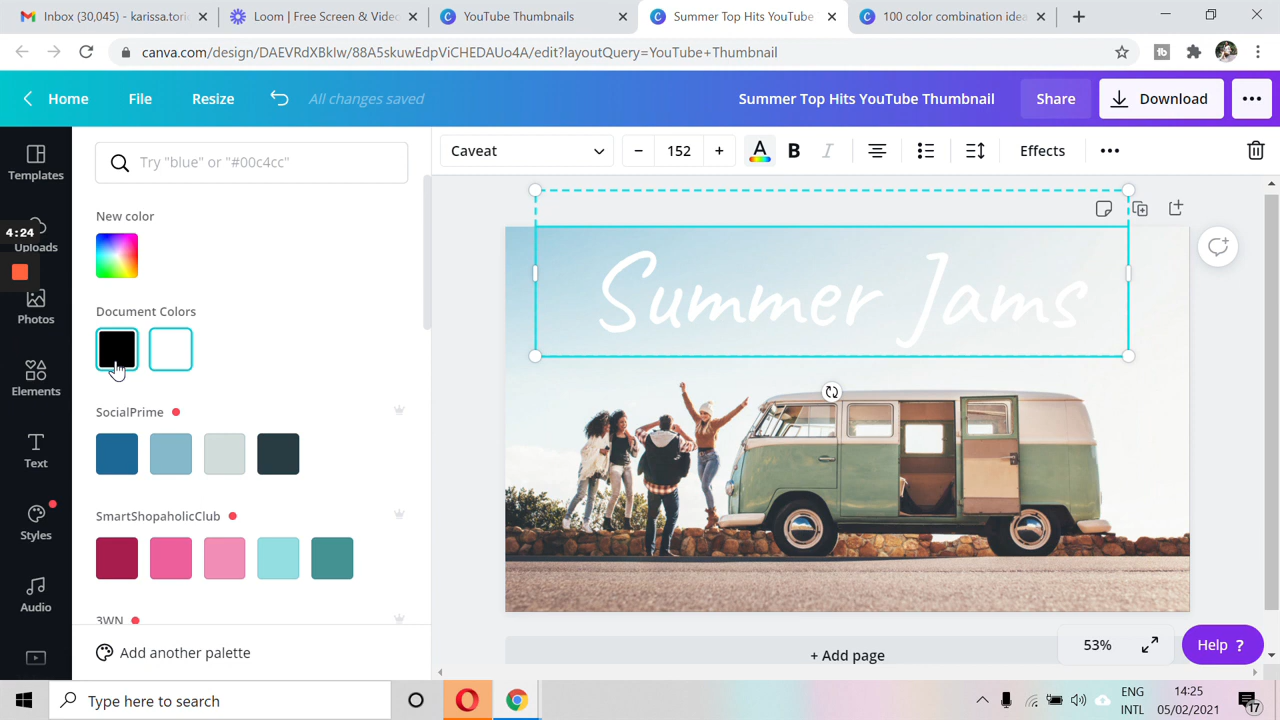 Inbox (30,045) - karissa.tori
Loom | Free Screen & Vide
YouTube Thumbnails
Summer Top Hits YouTube
100 color combination idea
canva.com/design/DAEVRdXBklw/88A5skuwEdpViCHEDAUo4A/edit?layoutQuery=YouTube+Thumbnail
tb
Home
File
Resize
All changes saved
Summer Top Hits YouTube Thumbnail
Share
Download
Templates
Uploads
Photos
Elements
Text
Styles
Audio
4:24
Try "blue" or "#00c4cc"
New color
Document Colors
SocialPrime
SmartShopaholicClub
3WN
Add another palette
Caveat
152
A
B
I
Effects
Summer Jams
+ Add page
53%
Help ?
Type here to search
ENG
INTL
14:25
05/02/2021
17